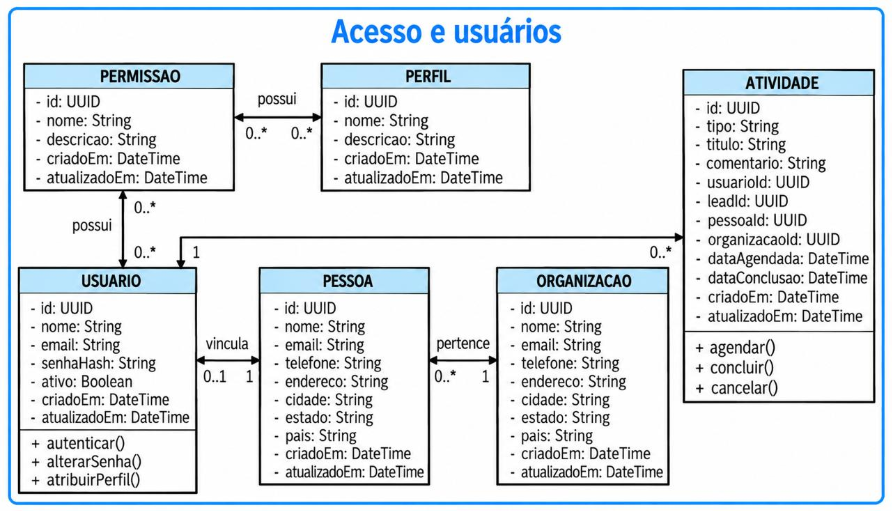 Acesso e usuários
PERMISSAO
- id: UUID
- nome: String
- descricao: String
- criadoEm: DateTime
- atualizadoEm: DateTime
possui
0..* 0..*
PERFIL
- id: UUID
- nome: String
- descricao: String
- criadoEm: DateTime
- atualizadoEm: DateTime
ATIVIDADE
- id: UUID
- tipo: String
- titulo: String
- comentario: String
- usuarioId: UUID
- leadId: UUID
- pessoaId: UUID
- organizacaoId: UUID
- dataAgendada: DateTime
- dataConclusao: DateTime
- criadoEm: DateTime
- atualizadoEm: DateTime
+ agendar()
+ concluir()
+ cancelar()
0..*
possui
0..*
1
0..*
USUARIO
- id: UUID
- nome: String
- email: String
- senhaHash: String
- ativo: Boolean
- criadoEm: DateTime
- atualizadoEm: DateTime
+ autenticar()
+ alterarSenha()
+ atribuirPerfil()
vincula
0..1 1
PESSOA
- id: UUID
- nome: String
- email: String
- telefone: String
- endereco: String
- cidade: String
- estado: String
- pais: String
- criadoEm: DateTime
- atualizadoEm: DateTime
pertence
0..* 1
ORGANIZACAO
- id: UUID
- nome: String
- email: String
- telefone: String
- endereco: String
- cidade: String
- estado: String
- pais: String
- criadoEm: DateTime
- atualizadoEm: DateTime